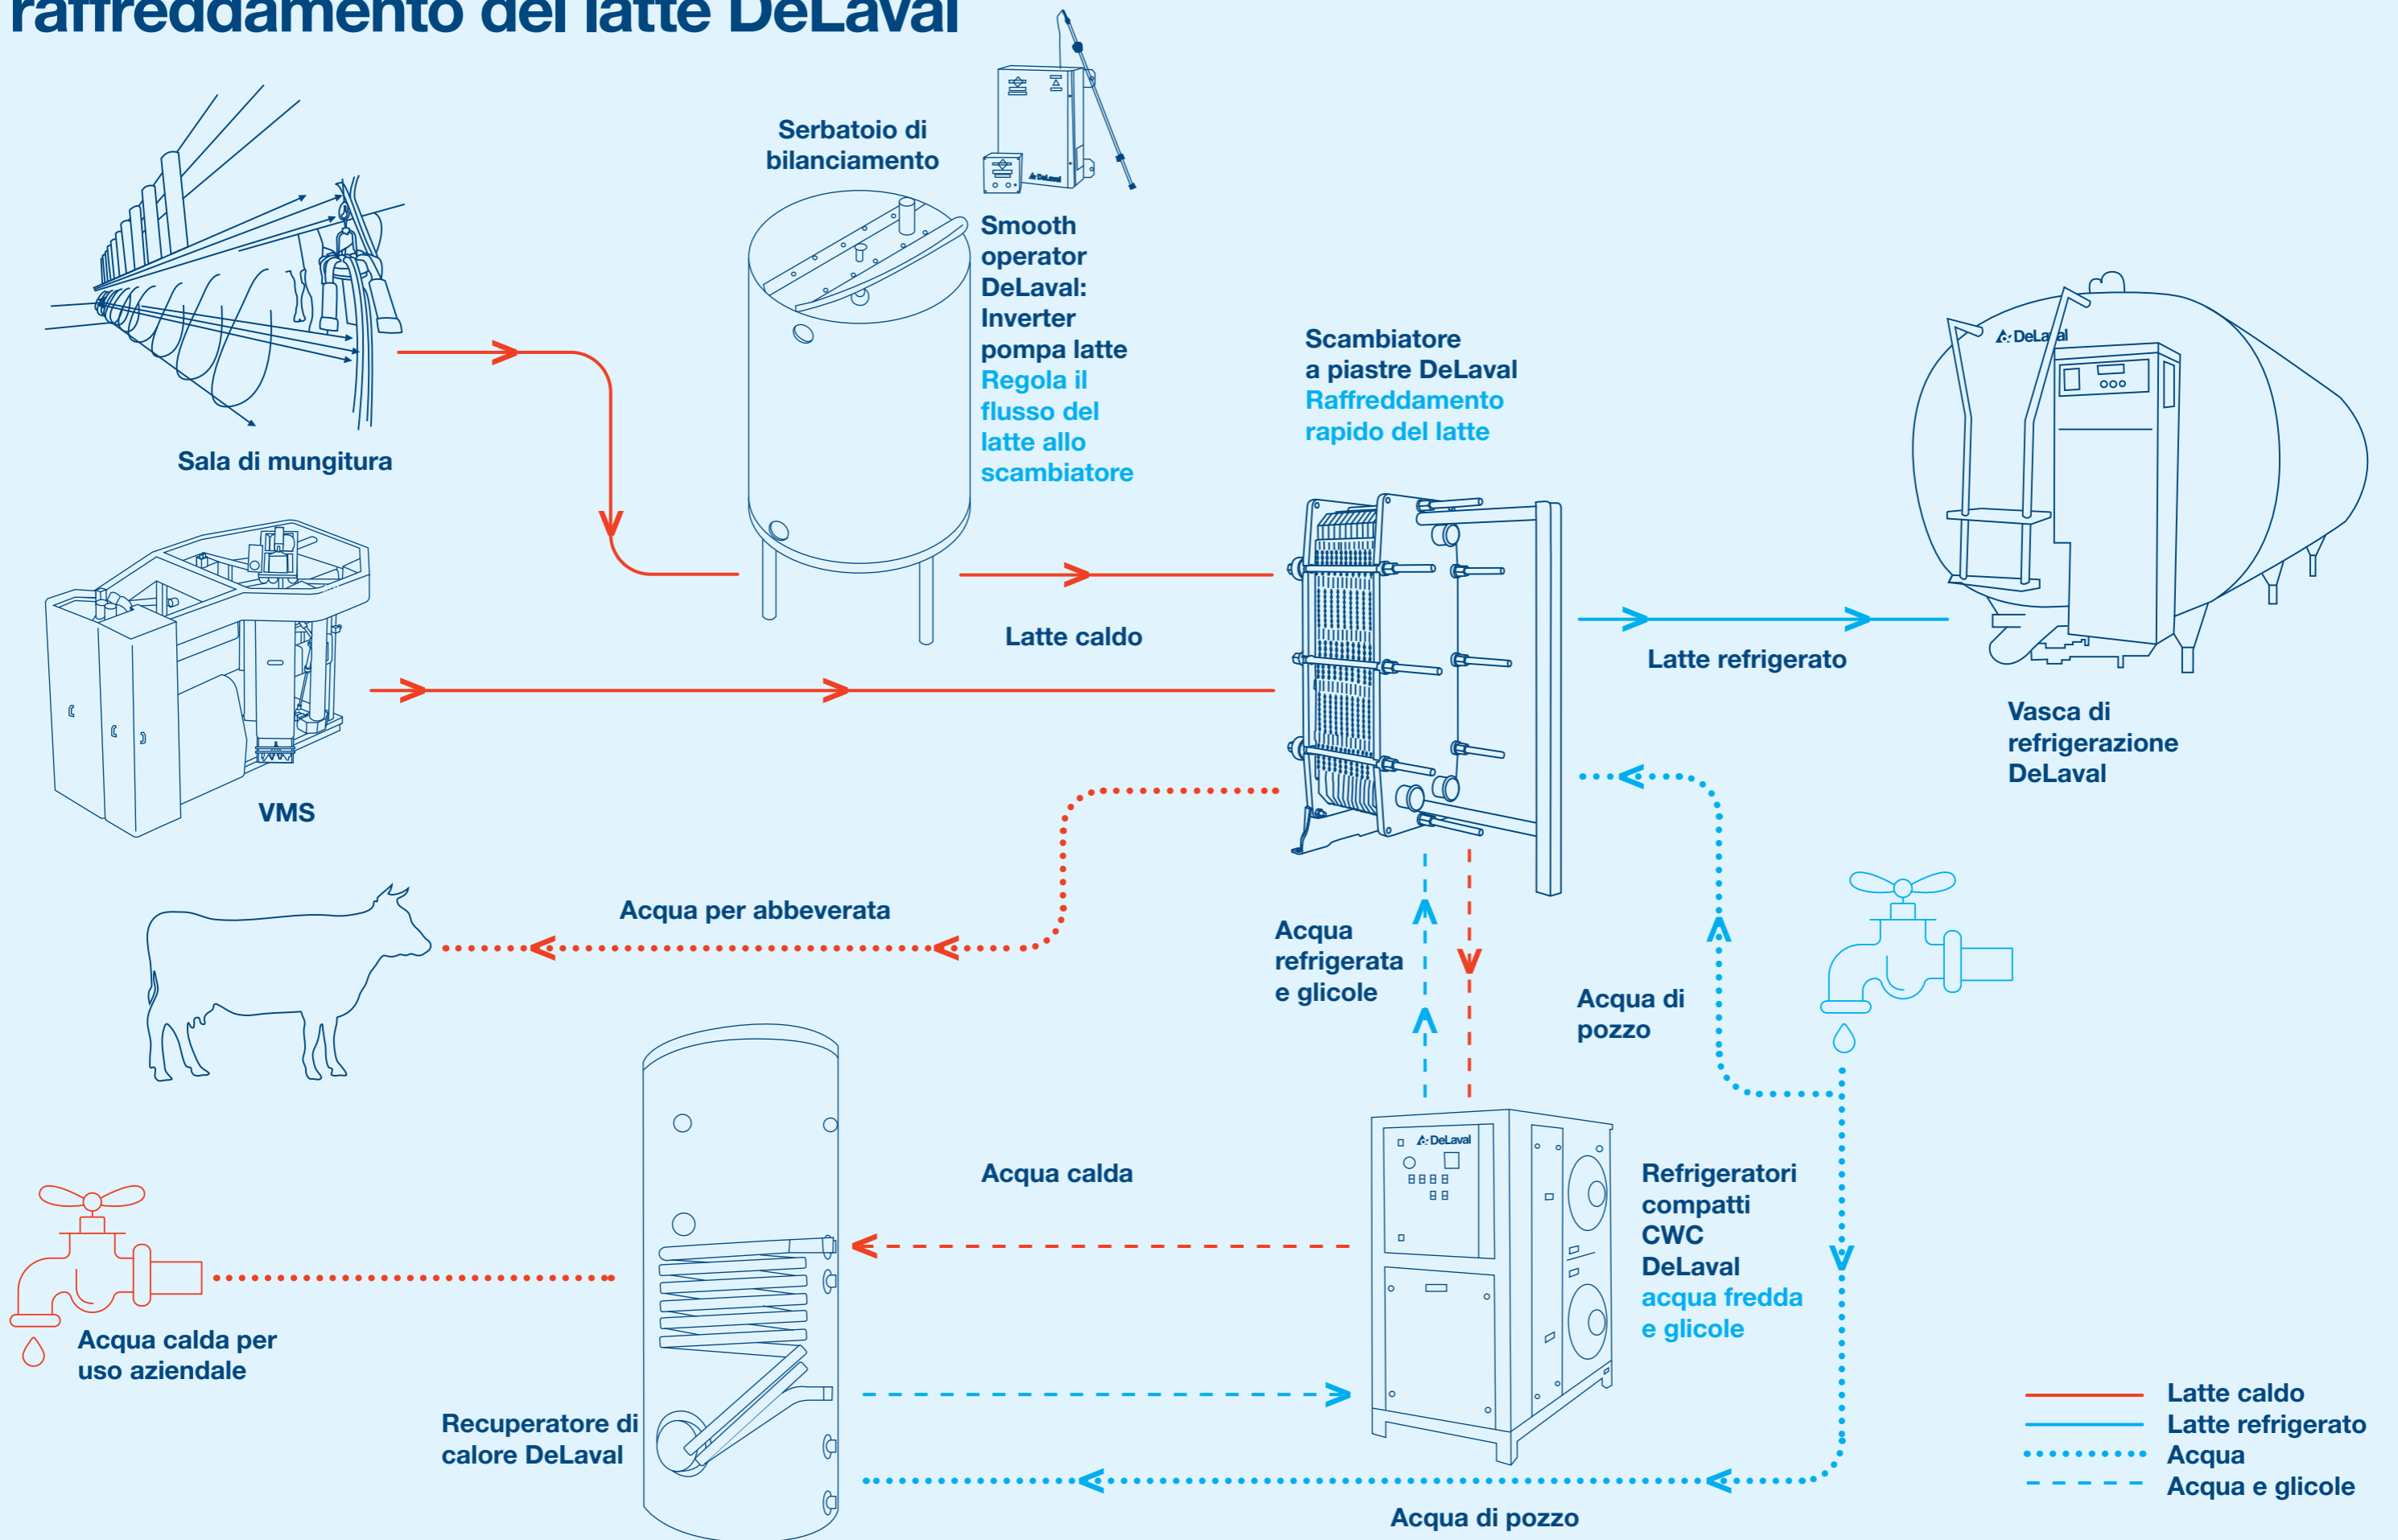 raffreddamento del latte DeLaval
Serbatoio di
bilanciamento
DeLaval
Smooth
operator
DeLaval:
Inverter
pompa latte
Regola il
flusso del
latte allo
scambiatore
Scambiatore
a piastre DeLaval
Raffreddamento
rapido del latte
DeLaval
Sala di mungitura
Latte caldo
Latte refrigerato
Vasca di
refrigerazione
DeLaval
VMS
Acqua per abbeverata
Acqua
refrigerata
e glicole
Acqua di
pozzo
Acqua calda
DeLaval
Refrigeratori
compatti
CWC
DeLaval
acqua fredda
e glicole
Acqua calda per
uso aziendale
Recuperatore di
calore DeLaval
Acqua di pozzo
Latte caldo
Latte refrigerato
Acqua
Acqua e glicole